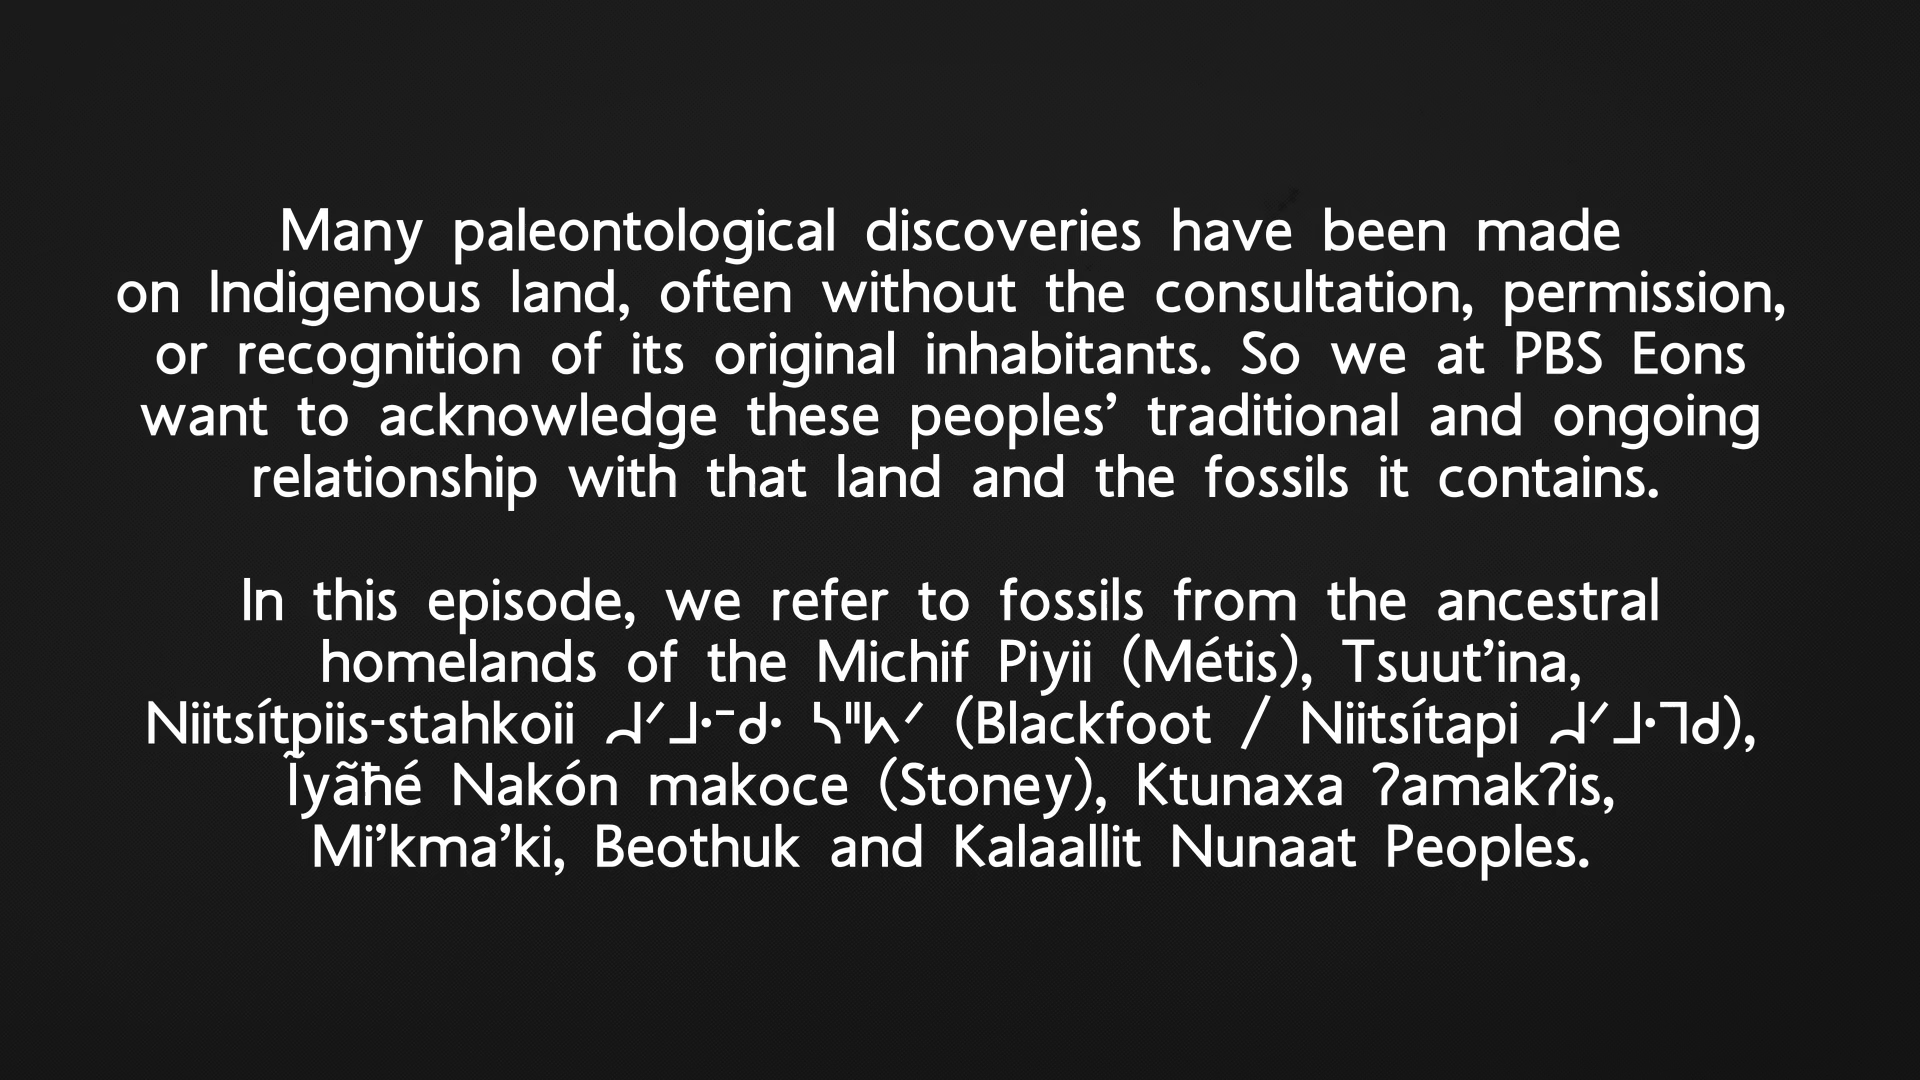 Many paleontological discoveries have been made
on Indigenous land, often without the consultation, permission,
or recognition of its original inhabitants. So we at PBS Eons
want to acknowledge these peoples’ traditional and ongoing
relationship with that land and the fossils it contains.
In this episode, we refer to fossils from the ancestral
homelands of the Michif Piyii (Métis), Tsuut’ina,
Niitsítpiis-stahkoii ᓹᐟᒧᐧᐨᑯᐧ ᓴᐦᖾᐟ (Blackfoot / Niitsítapi ᓹᐟᒧᐧᒣᑯ),
Ĩyãħé Nakón makoce (Stoney), Ktunaxa ʔamakʔis,
Mi’kma’ki, Beothuk and Kalaallit Nunaat Peoples.